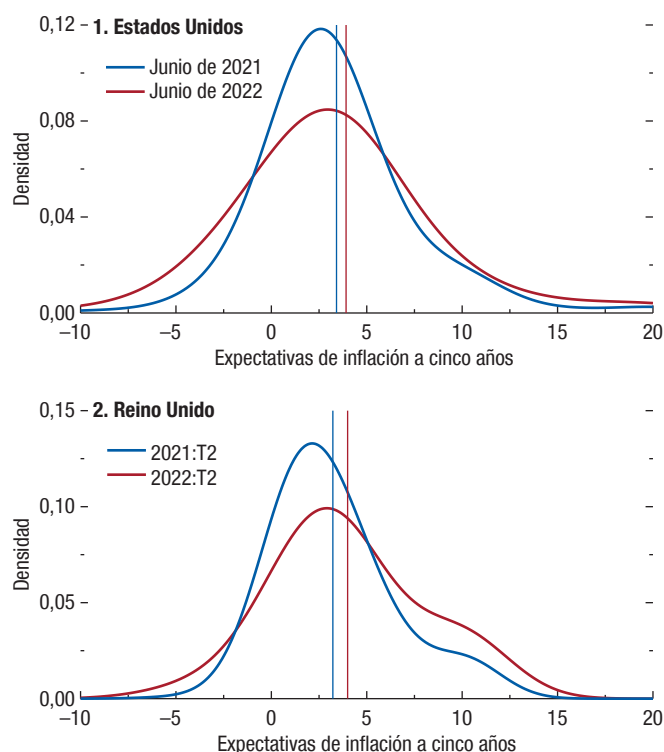 1. Estados Unidos
Junio de 2021
Junio de 2022
Densidad
0,12
0,08
0,04
0,00
–10 –5 0 5 10 15 20
Expectativas de inflación a cinco años
2. Reino Unido
2021:T2
2022:T2
Densidad
0,15
0,10
0,05
0,00
–10 –5 0 5 10 15 20
Expectativas de inflación a cinco años